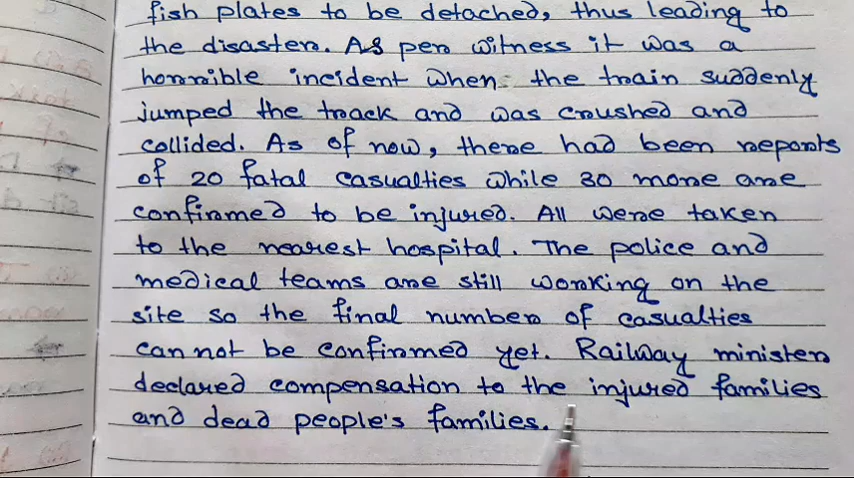 fish plates to be detached, thus leading to
the disaster. As per witness it was a
horrible incident when the train suddenly
jumped the track and was crushed and
collided. As of now, there had been reports
of 20 fatal casualties while 30 more are
confirmed to be injured. All were taken
to the nearest hospital. The police and
medical teams are still working on the
site so the final number of casualties
can not be confirmed yet. Railway minister
declared compensation to the injured families
and dead people's families.